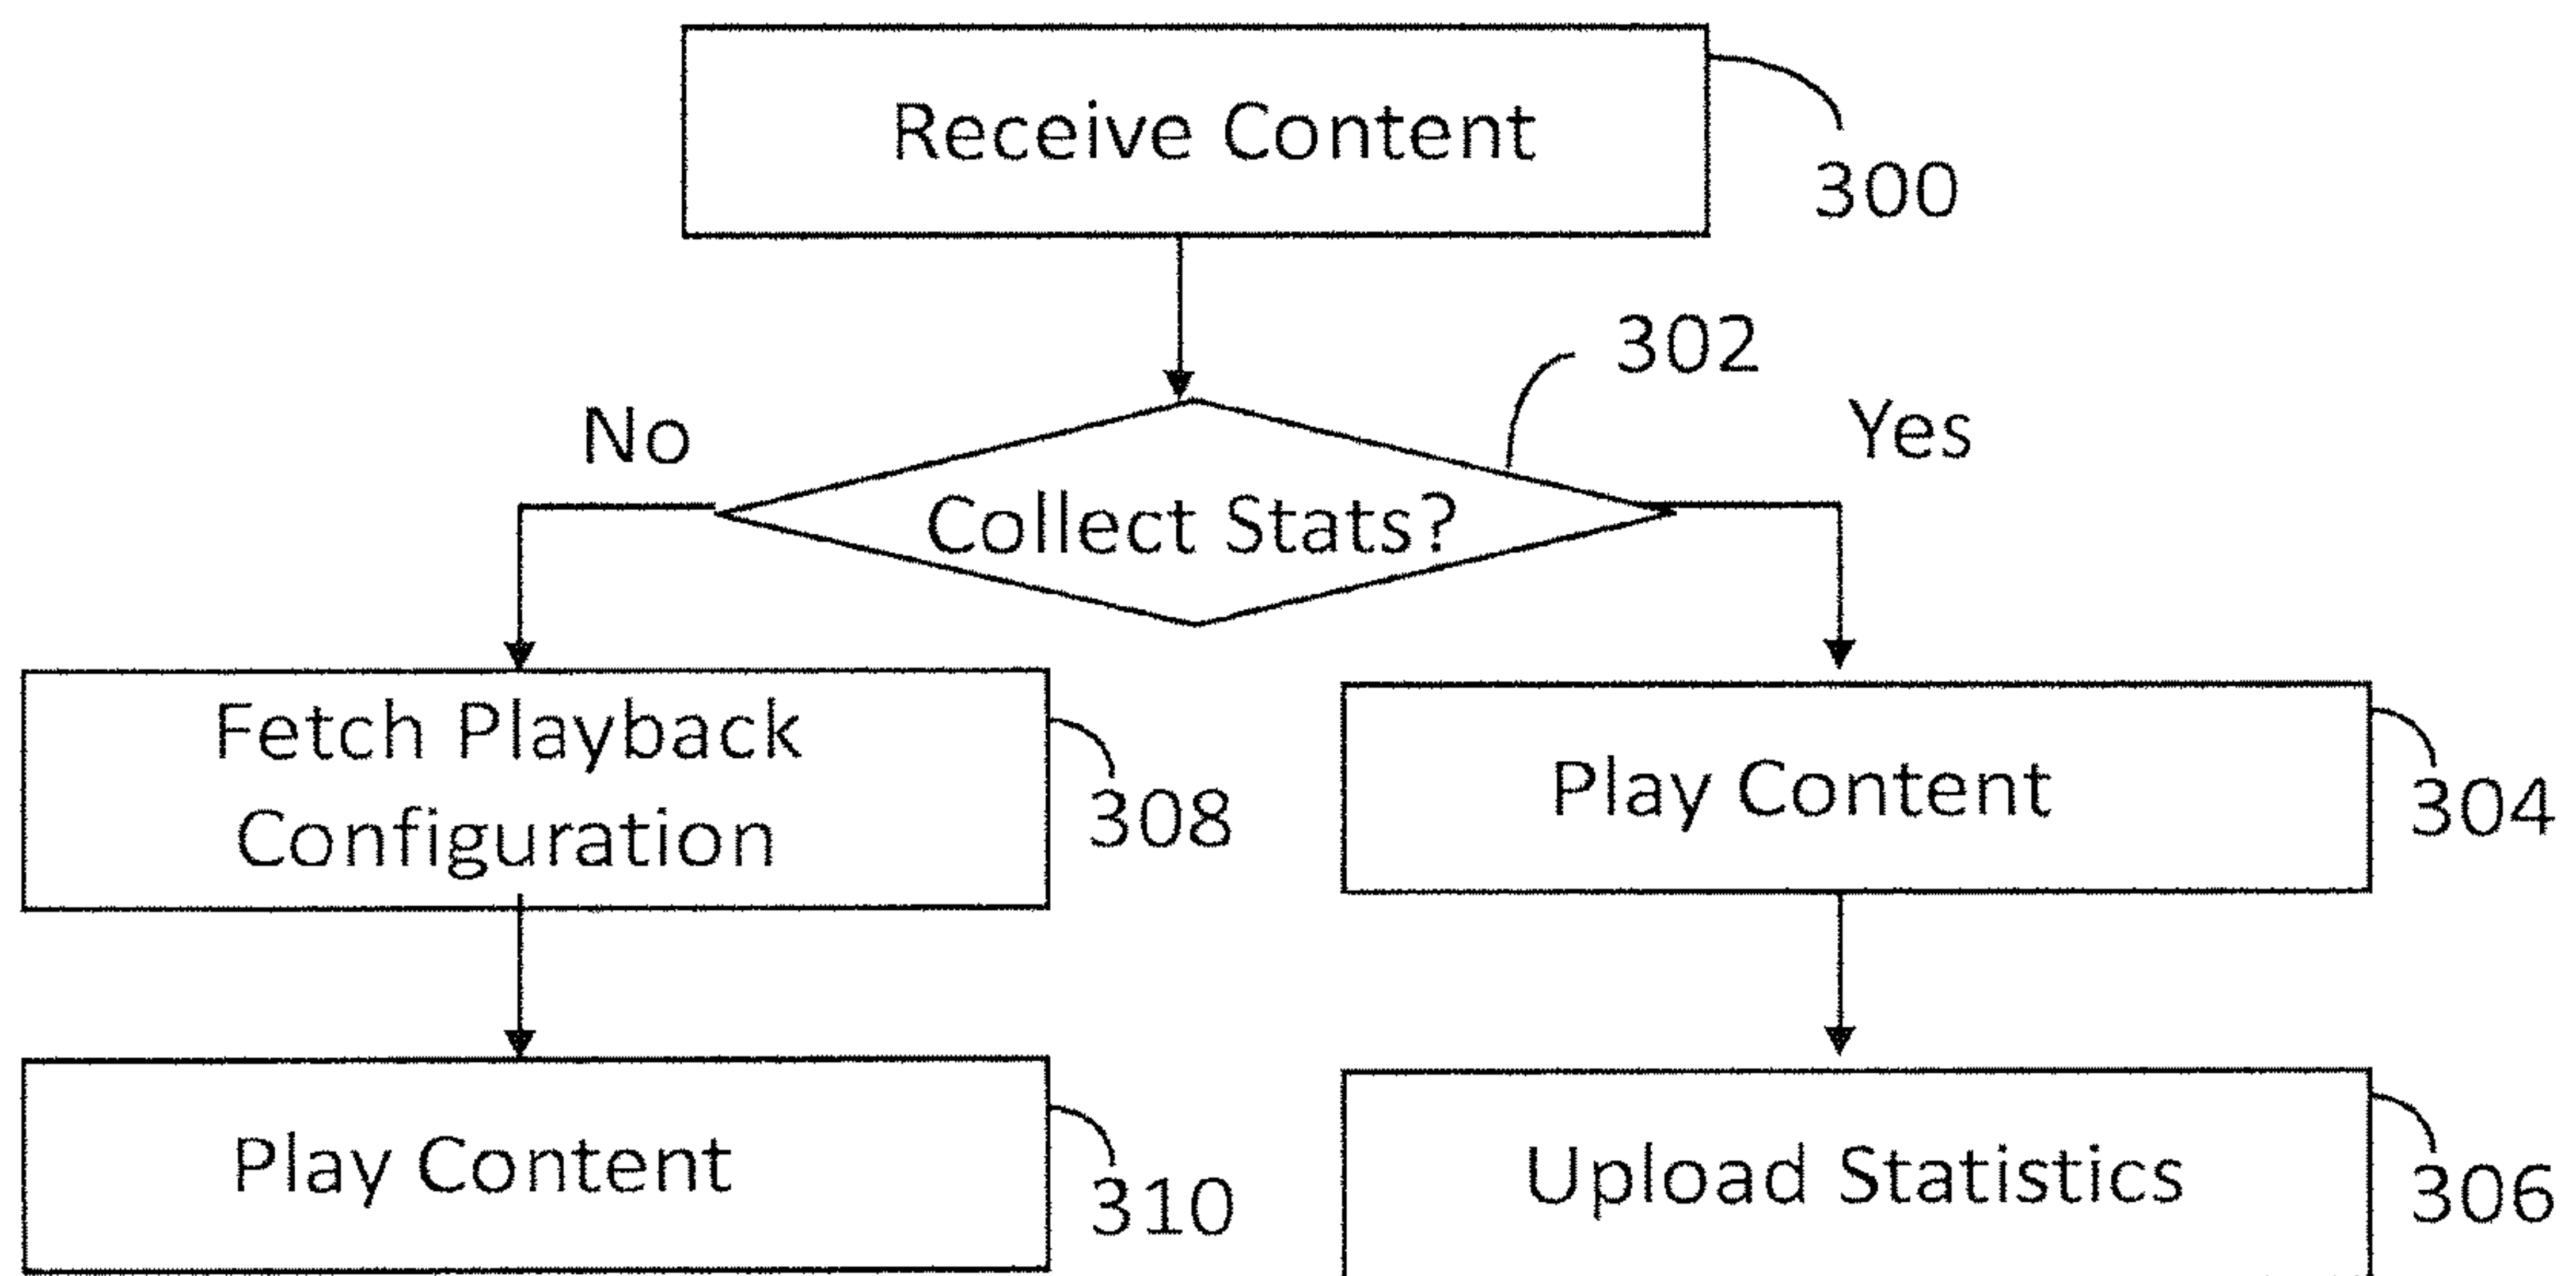 Receive Content
300
302
No
Yes
Collect Stats?
Fetch Playback
Configuration
308
Play Content
304
Play Content
310
Upload Statistics
306